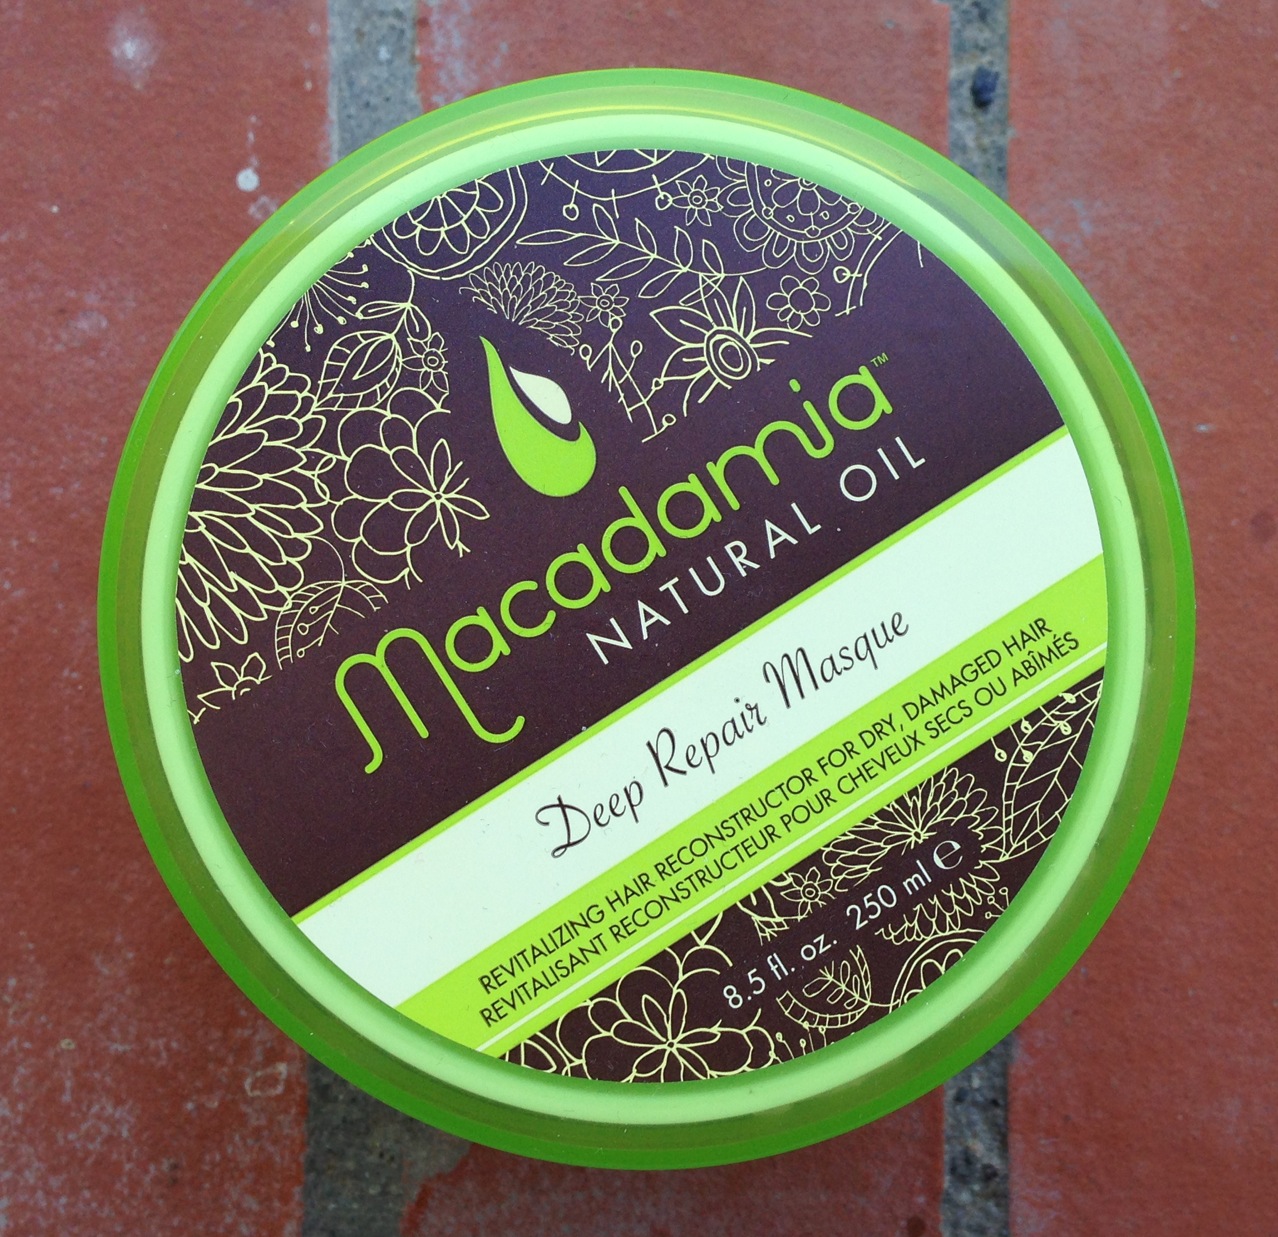 Macadamia™
NATURAL OIL
Deep Repair Masque
REVITALIZING HAIR RECONSTRUCTOR FOR DRY, DAMAGED HAIR
REVITALISANT RECONSTRUCTEUR POUR CHEVEUX SECS OU ABÎMÉS
8.5 fl. oz. 250 ml ℮